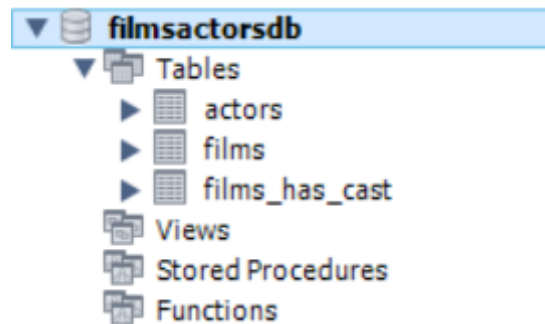 filmsactorsdb
Tables
actors
films
films_has_cast
Views
Stored Procedures
Functions